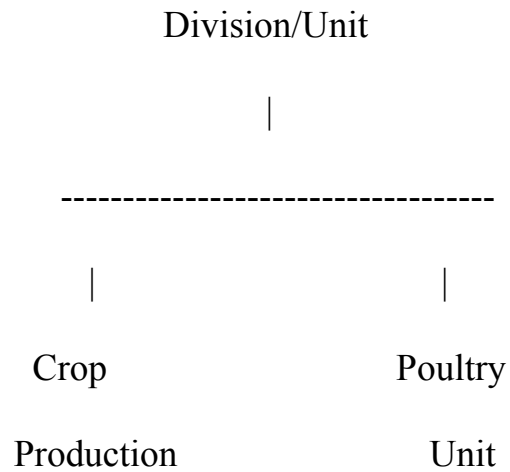 Division/Unit
|
-----------------------------------
| |
Crop Poultry
Production Unit